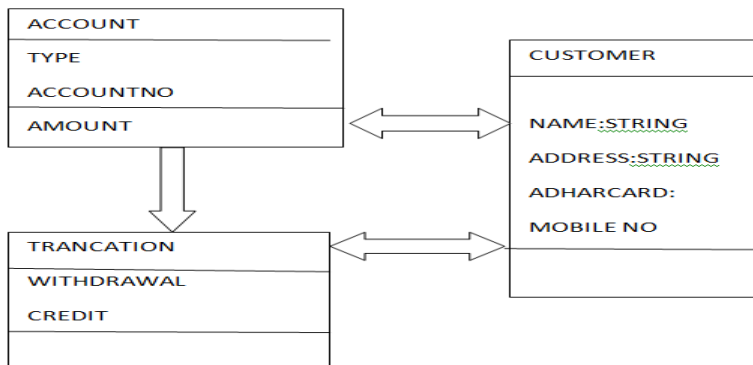 ACCOUNT
TYPE
ACCOUNTNO
AMOUNT
CUSTOMER
NAME:STRING
ADDRESS:STRING
ADHARCARD:
MOBILE NO
TRANCATION
WITHDRAWAL
CREDIT